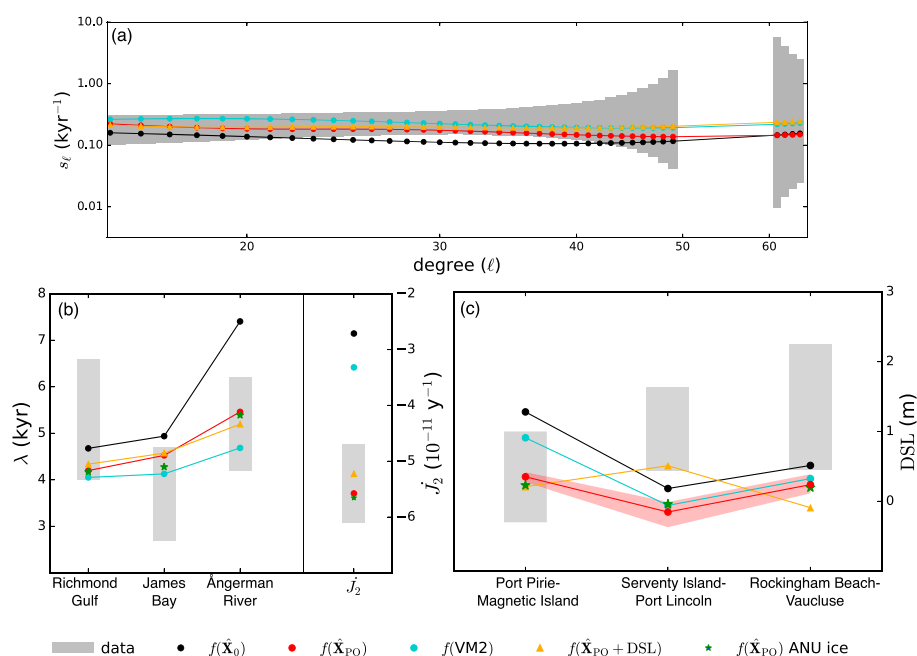 (a)
10.0
1.00
0.10
0.01
s_ℓ (kyr⁻¹)
20
30
40
50
60
degree (ℓ)
(b)
8
7
6
5
4
3
λ (kyr)
−2
−3
−4
−5
−6
J̇₂ (10⁻¹¹ y⁻¹)
Richmond
Gulf
James
Bay
Ångerman
River
J̇₂
(c)
3
2
1
0
DSL (m)
Port Pirie-
Magnetic Island
Serventy Island-
Port Lincoln
Rockingham Beach-
Vaucluse
data
f(X̂₀)
f(X̂_PO)
f(VM2)
f(X̂_PO + DSL)
f(X̂_PO) ANU ice